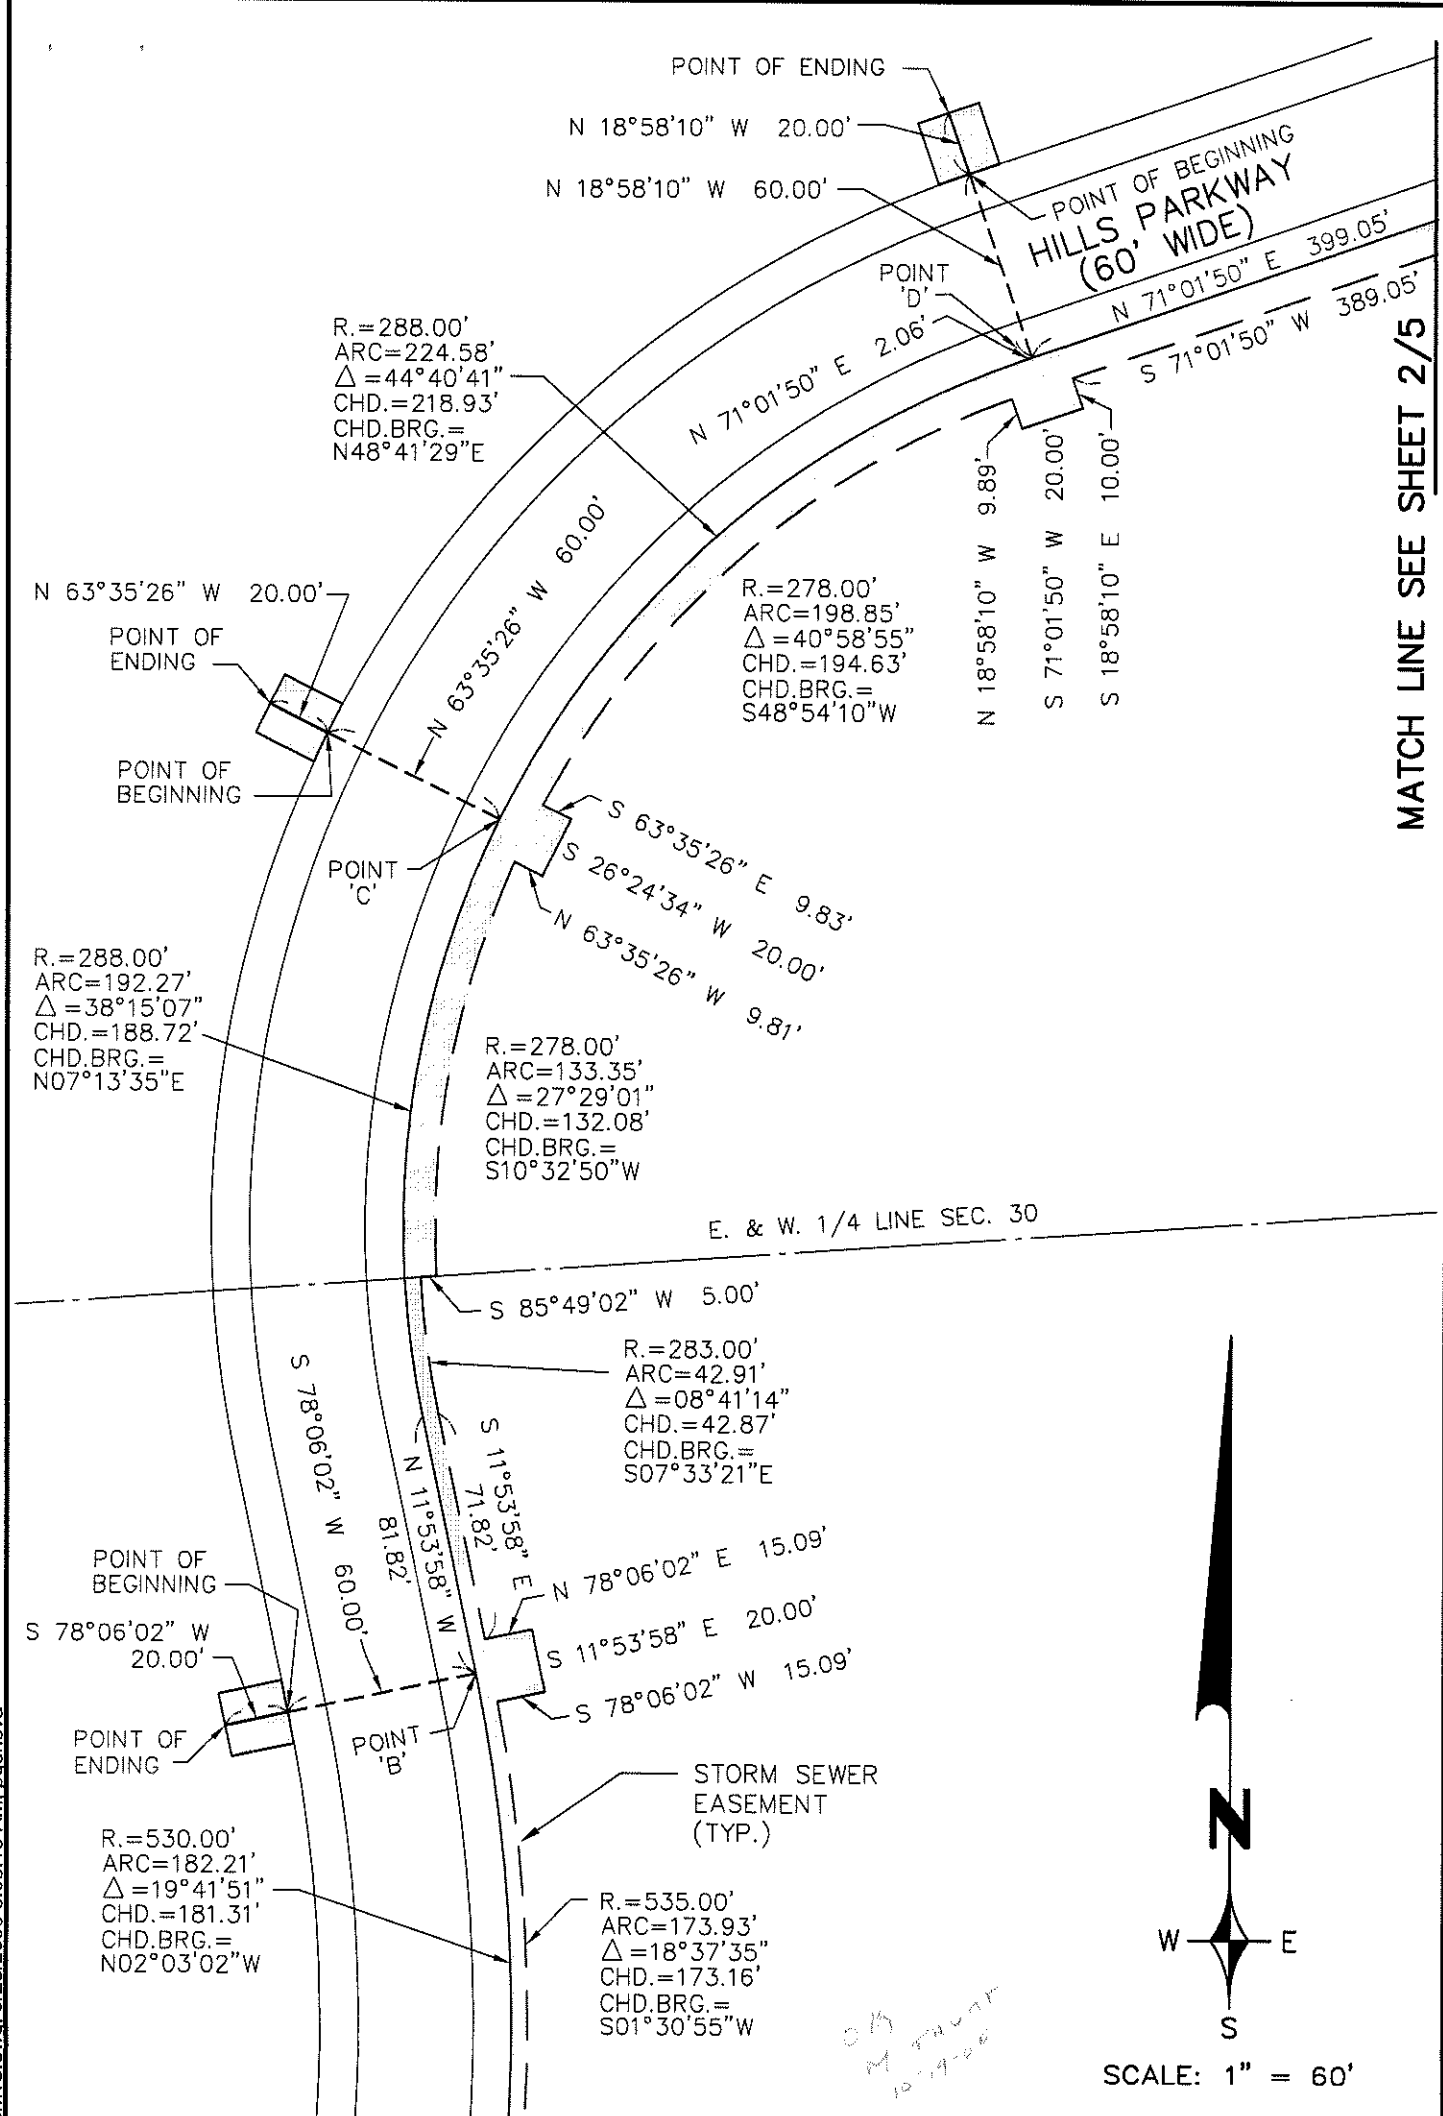 POINT OF ENDING
N 18°58'10" W 20.00'
N 18°58'10" W 60.00'
POINT OF BEGINNING
HILLS PARKWAY
(60' WIDE)
POINT
'D'
N 71°01'50" E 399.05'
S 71°01'50" W 389.05'
N 71°01'50" E 2.06'
MATCH LINE SEE SHEET 2/5
R.=288.00'
ARC=224.58'
△=44°40'41"
CHD.=218.93'
CHD.BRG.=
N48°41'29"E
N 18°58'10" W 9.89'
S 71°01'50" W 20.00'
S 18°58'10" E 10.00'
N 63°35'26" W 60.00'
N 63°35'26" W 20.00'
POINT OF
ENDING
R.=278.00'
ARC=198.85'
△=40°58'55"
CHD.=194.63'
CHD.BRG.=
S48°54'10"W
POINT OF
BEGINNING
POINT
'C'
S 63°35'26" E 9.83'
S 26°24'34" W 20.00'
N 63°35'26" W 9.81'
R.=288.00'
ARC=192.27'
△=38°15'07"
CHD.=188.72'
CHD.BRG.=
N07°13'35"E
R.=278.00'
ARC=133.35'
△=27°29'01"
CHD.=132.08'
CHD.BRG.=
S10°32'50"W
E. & W. 1/4 LINE SEC. 30
S 85°49'02" W 5.00'
R.=283.00'
ARC=42.91'
△=08°41'14"
CHD.=42.87'
CHD.BRG.=
S07°33'21"E
S 78°06'02" W 60.00'
N 11°53'58" W
81.82'
S 11°53'58" E
71.82'
POINT OF
BEGINNING
S 78°06'02" W
20.00'
N 78°06'02" E 15.09'
S 11°53'58" E 20.00'
S 78°06'02" W 15.09'
POINT OF
ENDING
POINT
'B'
STORM SEWER
EASEMENT
(TYP.)
R.=530.00'
ARC=182.21'
△=19°41'51"
CHD.=181.31'
CHD.BRG.=
N02°03'02"W
R.=535.00'
ARC=173.93'
△=18°37'35"
CHD.=173.16'
CHD.BRG.=
S01°30'55"W
N
W E
S
SCALE: 1" = 60'